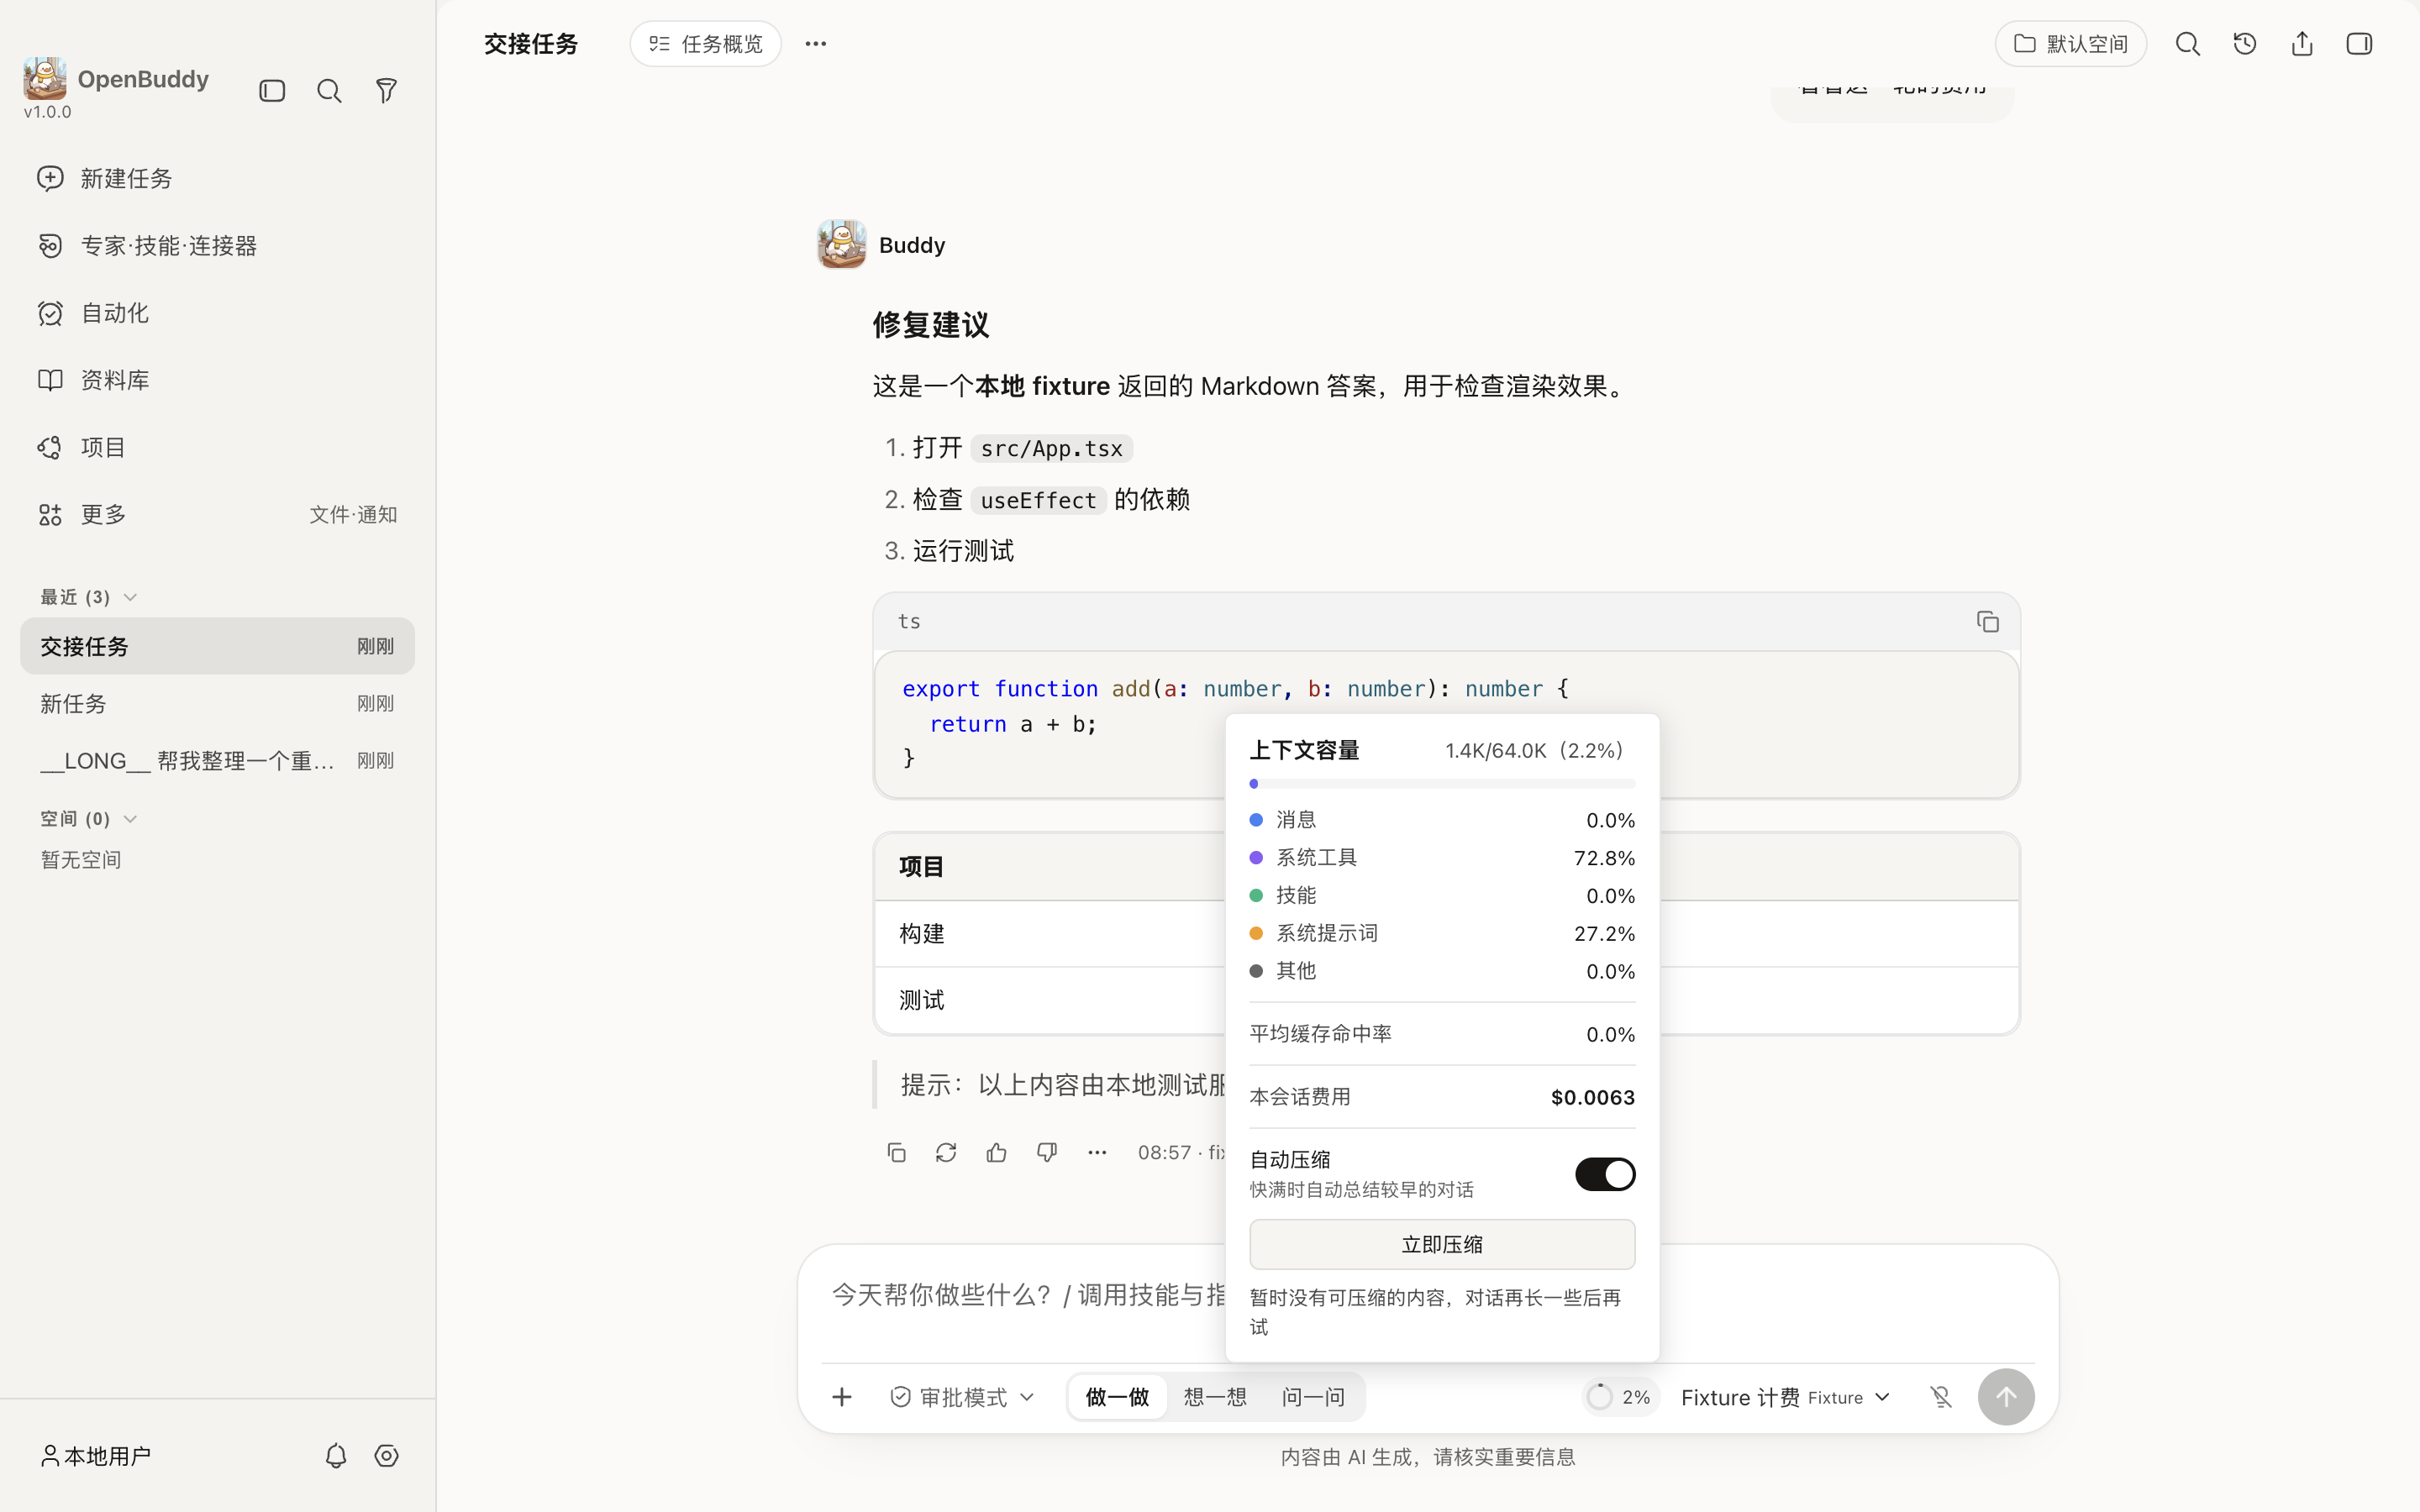 OpenBuddy
v1.0.0
新建任务
专家·技能·连接器
自动化
资料库
项目
更多 文件·通知
最近 (3)
交接任务 刚刚
新任务 刚刚
__LONG__ 帮我整理一个重… 刚刚
空间 (0)
暂无空间
本地用户
交接任务 任务概览 默认空间
Buddy
修复建议
这是一个本地 fixture 返回的 Markdown 答案，用于检查渲染效果。
1. 打开 src/App.tsx
2. 检查 useEffect 的依赖
3. 运行测试
ts
export function add(a: number, b: number): number {
return a + b;
}
项目
构建
测试
提示：以上内容由本地测试服
08:57 · fix
上下文容量 1.4K/64.0K（2.2%）
消息 0.0%
系统工具 72.8%
技能 0.0%
系统提示词 27.2%
其他 0.0%
平均缓存命中率 0.0%
本会话费用 $0.0063
自动压缩
快满时自动总结较早的对话
立即压缩
暂时没有可压缩的内容，对话再长一些后再
试
今天帮你做些什么？/ 调用技能与指
审批模式 做一做 想一想 问一问 2% Fixture 计费 Fixture
内容由 AI 生成，请核实重要信息